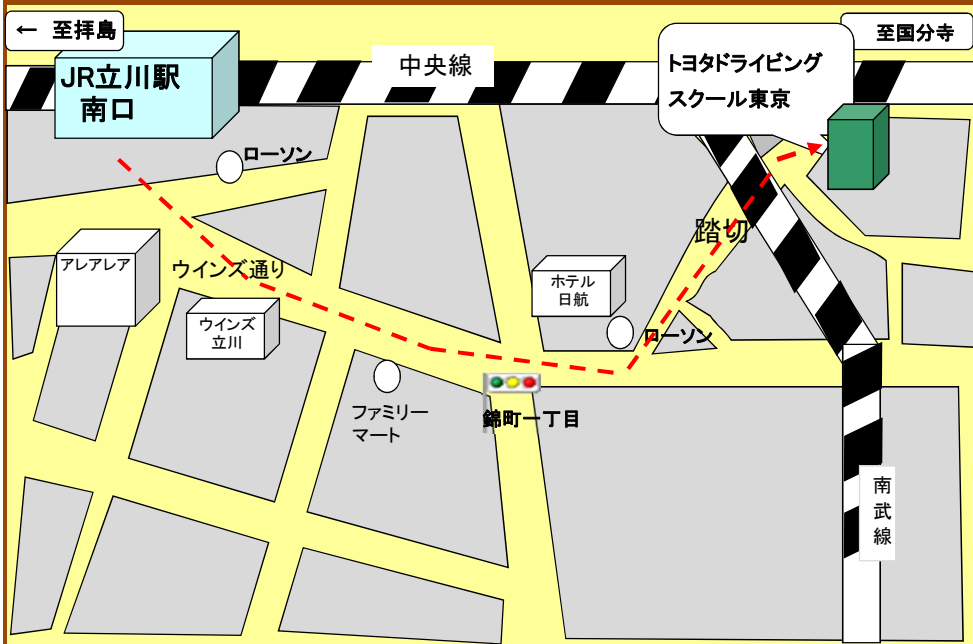 ← 至拝島
至国分寺
JR立川駅
南口
中央線
トヨタドライビング
スクール東京
ローソン
踏切
アレアレア
ウインズ通り
ホテル
日航
ウインズ
立川
ローソン
ファミリー
マート
錦町一丁目
南
武
線